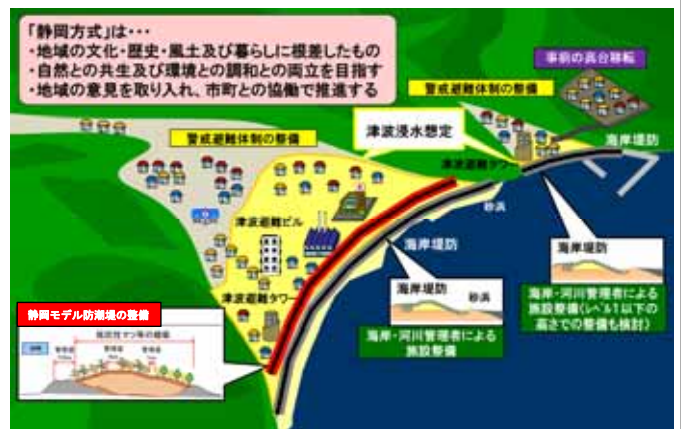 「静岡方式」は・・・
・地域の文化・歴史・風土及び暮らしに根差したもの
・自然との共生及び環境との調和との両立を目指す
・地域の意見を取り入れ、市町との協働で推進する
事前の高台移転
警戒避難体制の整備
警戒避難体制の整備
津波浸水想定
海岸堤防
津波避難タワー
砂浜
津波避難ビル
海岸堤防
津波避難タワー
海岸堤防
海岸堤防
砂浜
静岡モデル防潮堤の整備
海岸・河川管理者による
施設整備(レベル1以下の
高さでの整備も検討)
海岸・河川管理者による
施設整備